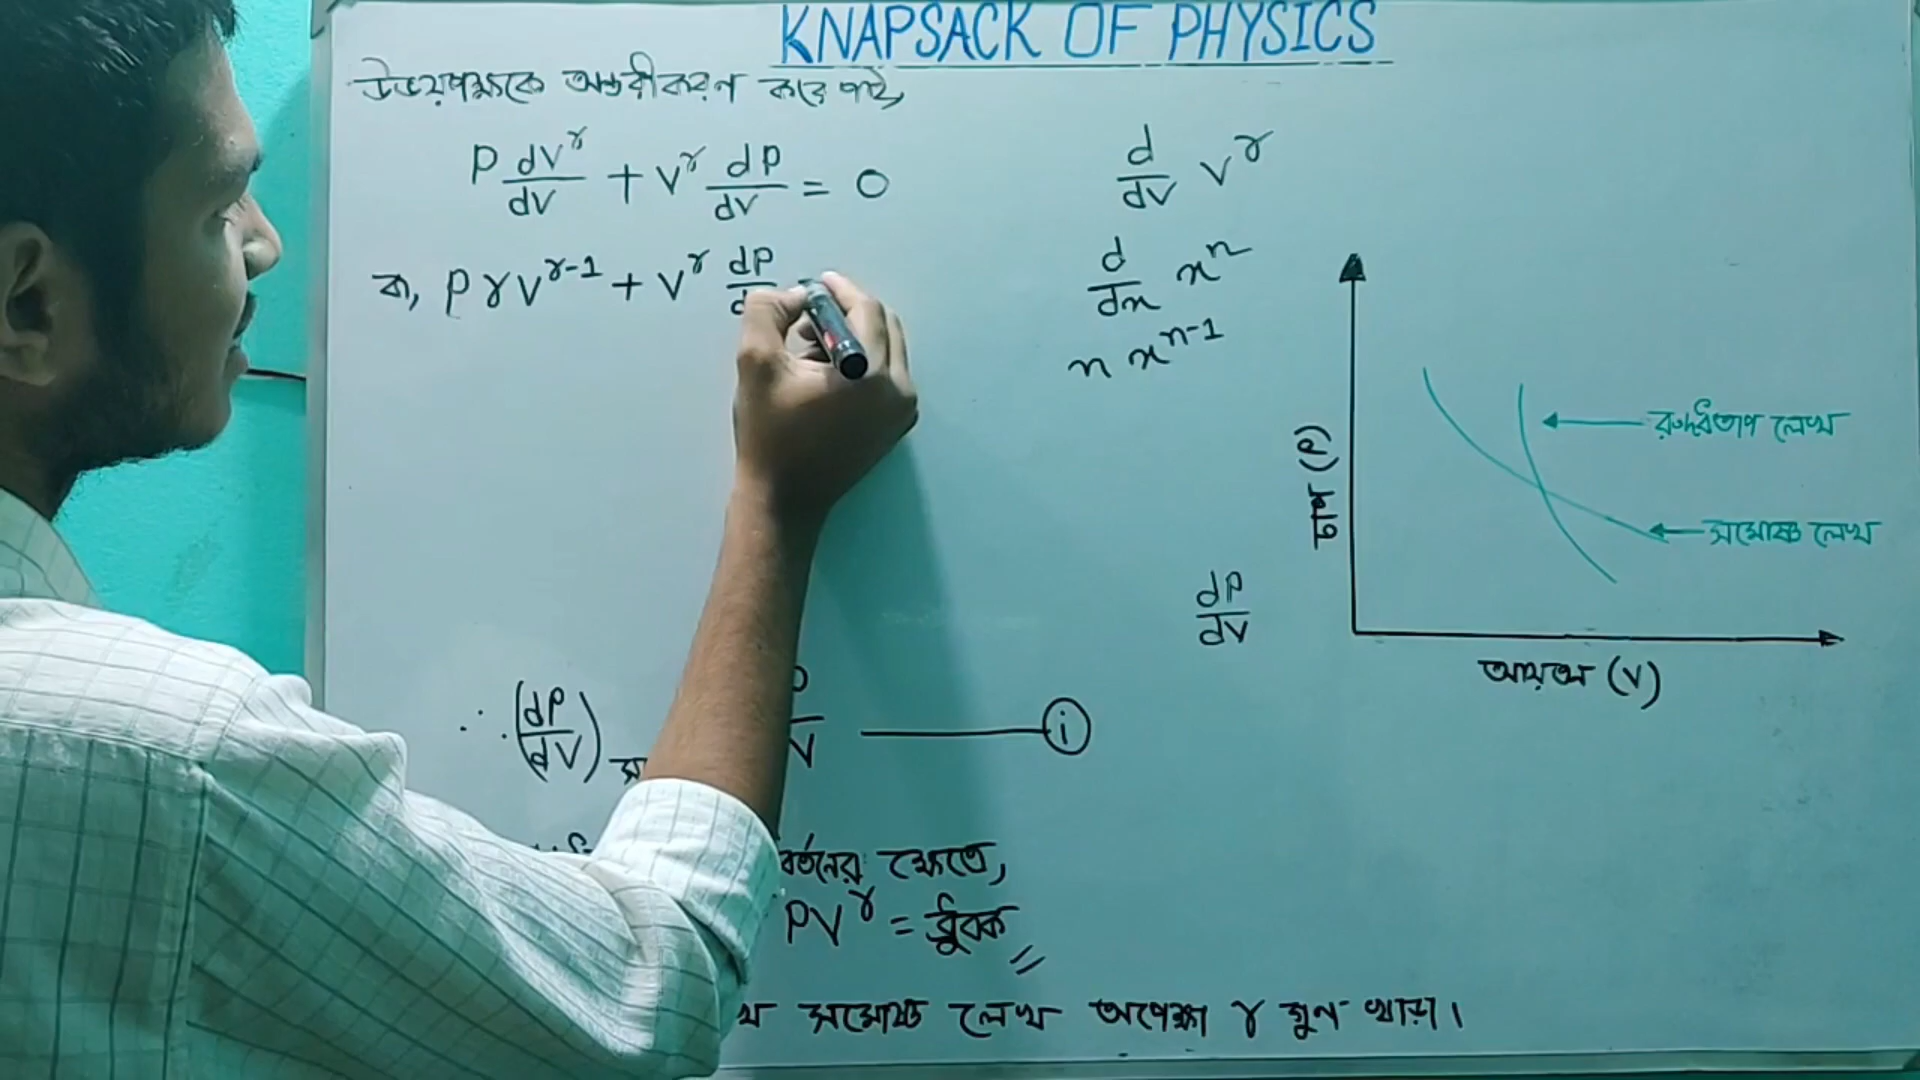 KNAPSACK OF PHYSICS
উভয়পক্ষকে অন্তরীকরণ করে পাই,
P dV^γ/dV + V^γ dP/dV = 0
বা, PγV^γ-1 + V^γ dP
d/dV V^γ
d/dx x^n
n x^n-1
চাপ (P)
রুদ্ধতাপ লেখ
সমোষ্ণ লেখ
আয়তন (V)
dP/dV
∴ (dP/dV) স
V
i
বর্তনের ক্ষেত্রে,
PV^γ = ধ্রুবক
খ সমোষ্ণ লেখ অপেক্ষা γ গুন খাড়া।